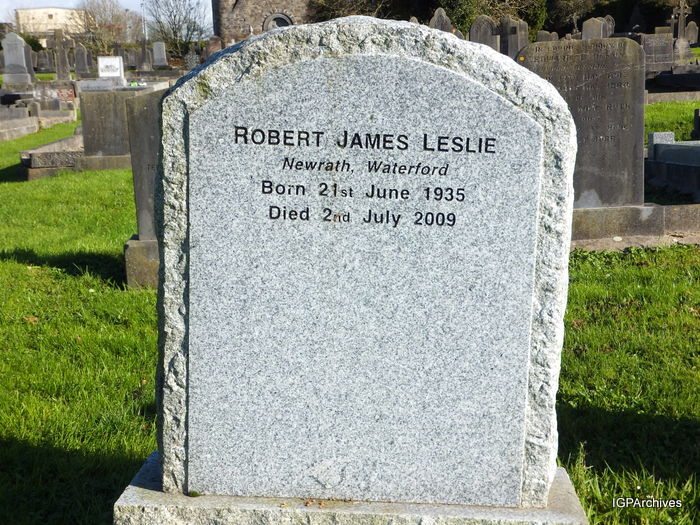 ROBERT JAMES LESLIE
Newrath, Waterford
Born 21st June 1935
Died 2nd July 2009
IGPArchives